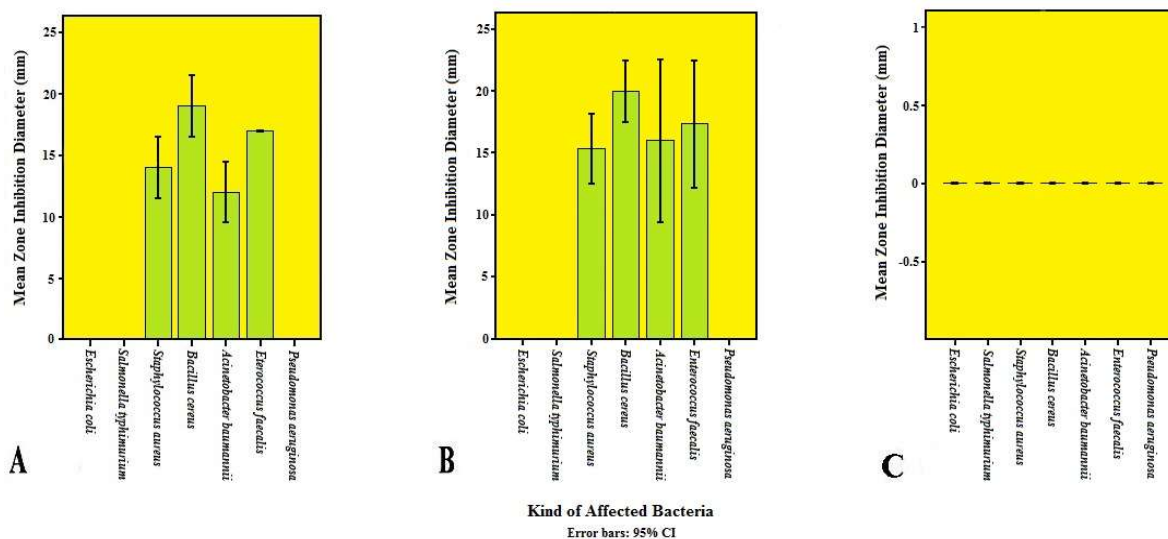 Mean Zone Inhibition Diameter (mm)
25
20
15
10
5
0
Escherichia coli
Salmonella typhimurium
Staphylococcus aureus
Bacillus cereus
Acinetobacter baumannii
Eterococcus faecalis
Pseudomonas aeruginosa
A
Mean Zone Inhibition Diameter (mm)
25
20
15
10
5
0
Escherichia coli
Salmonella typhimurium
Staphylococcus aureus
Bacillus cereus
Acinetobacter baumannii
Enterococcus faecalis
Pseudomonas aeruginosa
B
Mean Zone Inhibition Diameter (mm)
1
0.5
0
-0.5
Escherichia coli
Salmonella typhimurium
Staphylococcus aureus
Bacillus cereus
Acinetobacter baumannii
Enterococcus faecalis
Pseudomonas aeruginosa
C
Kind of Affected Bacteria
Error bars: 95% CI